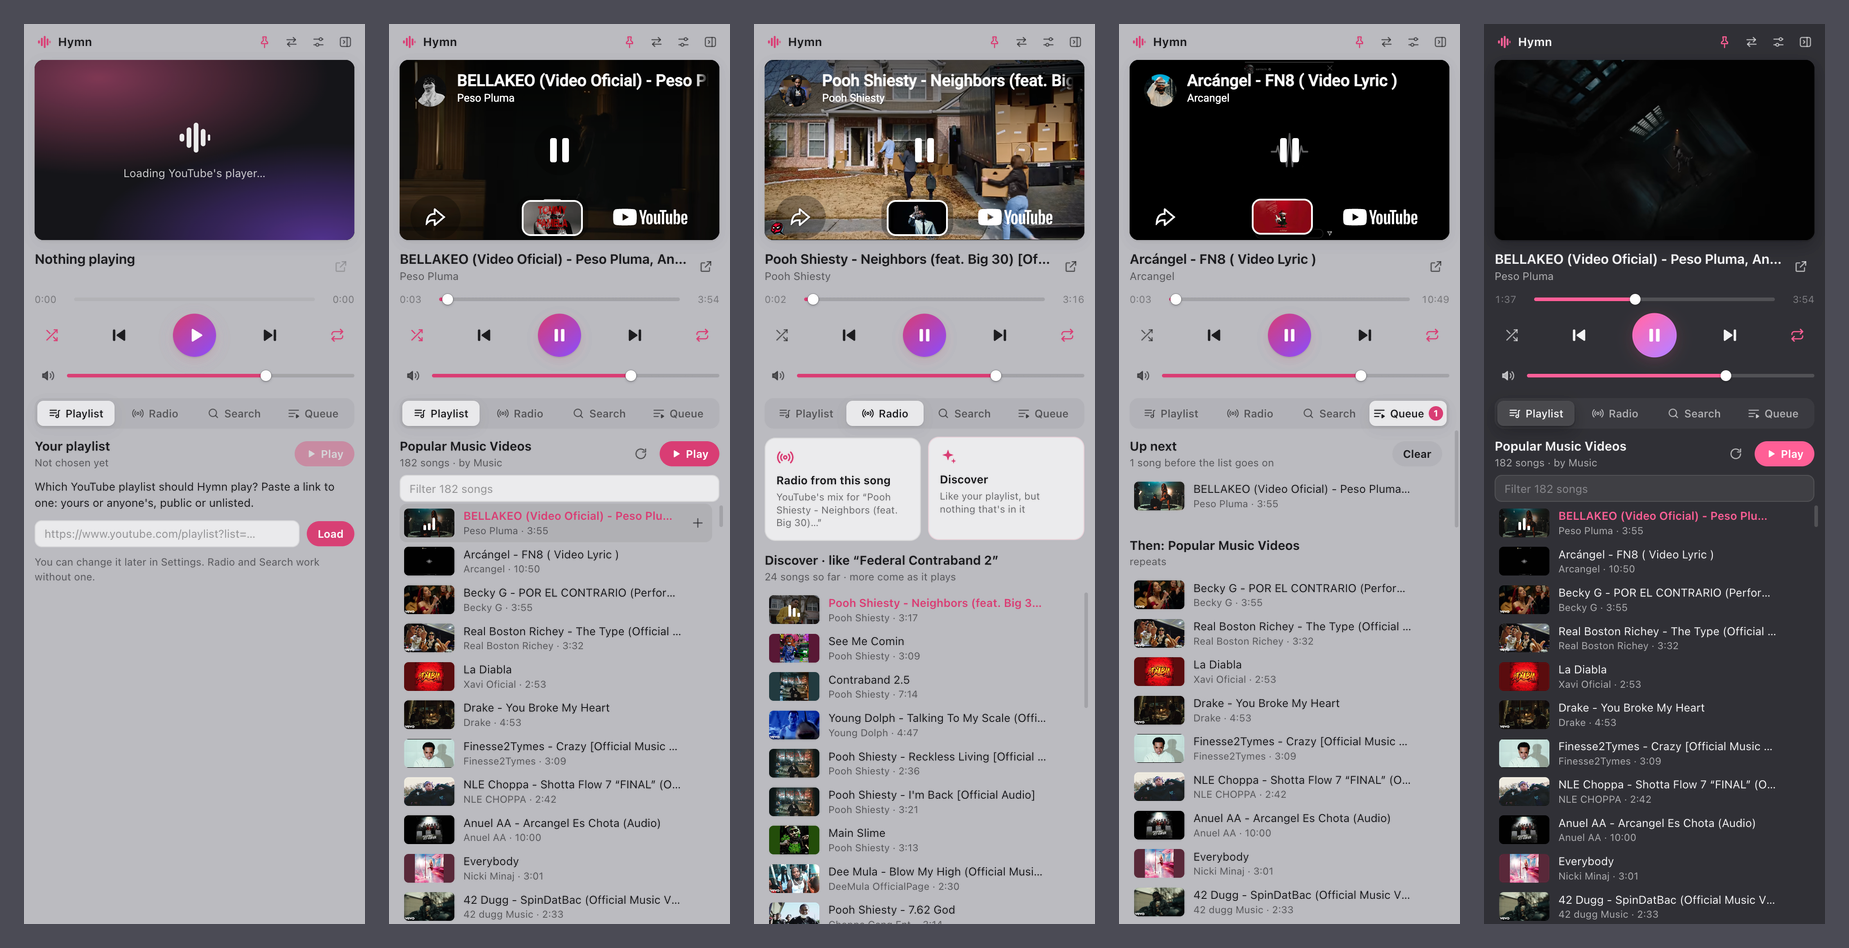 Hymn
Loading YouTube's player...
Nothing playing
0:00
0:00
Playlist
Radio
Search
Queue
Your playlist
Not chosen yet
Play
Which YouTube playlist should Hymn play? Paste a link to
one: yours or anyone's, public or unlisted.
https://www.youtube.com/playlist?list=...
Load
You can change it later in Settings. Radio and Search work
without one.
Hymn
BELLAKEO (Video Oficial) - Peso P
Peso Pluma
YouTube
BELLAKEO (Video Oficial) - Peso Pluma, An...
Peso Pluma
0:03
3:54
Playlist
Radio
Search
Queue
Popular Music Videos
182 songs · by Music
Play
Filter 182 songs
BELLAKEO (Video Oficial) - Peso Plu...
Peso Pluma · 3:55
Arcángel - FN8 ( Video Lyric )
Arcangel · 10:50
Becky G - POR EL CONTRARIO (Perfor...
Becky G · 3:55
Real Boston Richey - The Type (Official ...
Real Boston Richey · 3:32
La Diabla
Xavi Oficial · 2:53
Drake - You Broke My Heart
Drake · 4:53
Finesse2Tymes - Crazy [Official Music ...
Finesse2Tymes · 3:09
NLE Choppa - Shotta Flow 7 “FINAL” (O...
NLE CHOPPA · 2:42
Anuel AA - Arcangel Es Chota (Audio)
Anuel AA · 10:00
Everybody
Nicki Minaj · 3:01
42 Dugg - SpinDatBac (Official Music V...
42 dugg Music · 2:33
Hymn
Pooh Shiesty - Neighbors (feat. Big
Pooh Shiesty
YouTube
Pooh Shiesty - Neighbors (feat. Big 30) [Of...
Pooh Shiesty
0:02
3:16
Playlist
Radio
Search
Queue
Radio from this song
YouTube's mix for “Pooh
Shiesty - Neighbors (feat.
Big 30)...”
Discover
Like your playlist, but
nothing that's in it
Discover · like “Federal Contraband 2”
24 songs so far · more come as it plays
Pooh Shiesty - Neighbors (feat. Big 3...
Pooh Shiesty · 3:17
See Me Comin
Pooh Shiesty · 3:09
Contraband 2.5
Pooh Shiesty · 7:14
Young Dolph - Talking To My Scale (Offi...
Young Dolph · 4:47
Pooh Shiesty - Reckless Living [Official ...
Pooh Shiesty · 2:36
Pooh Shiesty - I'm Back [Official Audio]
Pooh Shiesty · 3:21
Main Slime
Pooh Shiesty · 3:13
Dee Mula - Blow My High (Official Musi...
DeeMula OfficialPage · 2:30
Pooh Shiesty - 7.62 God
Hymn
Arcángel - FN8 ( Video Lyric )
Arcangel
YouTube
Arcángel - FN8 ( Video Lyric )
Arcangel
0:03
10:49
Playlist
Radio
Search
Queue 1
Up next
1 song before the list goes on
Clear
BELLAKEO (Video Oficial) - Peso Pluma...
Peso Pluma · 3:55
Then: Popular Music Videos
repeats
Becky G - POR EL CONTRARIO (Perfor...
Becky G · 3:55
Real Boston Richey - The Type (Official ...
Real Boston Richey · 3:32
La Diabla
Xavi Oficial · 2:53
Drake - You Broke My Heart
Drake · 4:53
Finesse2Tymes - Crazy [Official Music ...
Finesse2Tymes · 3:09
NLE Choppa - Shotta Flow 7 “FINAL” (O...
NLE CHOPPA · 2:42
Anuel AA - Arcangel Es Chota (Audio)
Anuel AA · 10:00
Everybody
Nicki Minaj · 3:01
42 Dugg - SpinDatBac (Official Music V...
42 dugg Music · 2:33
Hymn
BELLAKEO (Video Oficial) - Peso Pluma, An...
Peso Pluma
1:37
3:54
Playlist
Radio
Search
Queue
Popular Music Videos
182 songs · by Music
Play
Filter 182 songs
BELLAKEO (Video Oficial) - Peso Plu...
Peso Pluma · 3:55
Arcángel - FN8 ( Video Lyric )
Arcangel · 10:50
Becky G - POR EL CONTRARIO (Perfor...
Becky G · 3:55
Real Boston Richey - The Type (Official ...
Real Boston Richey · 3:32
La Diabla
Xavi Oficial · 2:53
Drake - You Broke My Heart
Drake · 4:53
Finesse2Tymes - Crazy [Official Music ...
Finesse2Tymes · 3:09
NLE Choppa - Shotta Flow 7 “FINAL” (O...
NLE CHOPPA · 2:42
Anuel AA - Arcangel Es Chota (Audio)
Anuel AA · 10:00
Everybody
Nicki Minaj · 3:01
42 Dugg - SpinDatBac (Official Music V...
42 dugg Music · 2:33